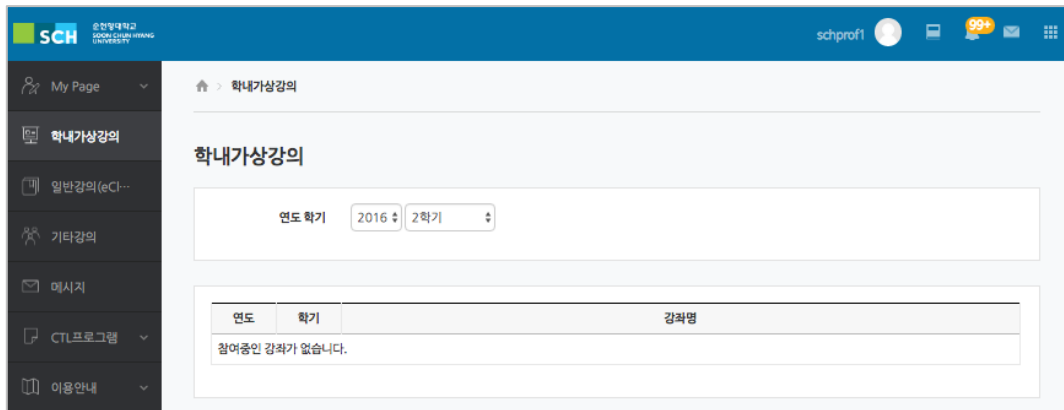 SCH 순천향대학교
SOON CHUN HYANG
UNIVERSITY
schprof1
99+
My Page
학내가상강의
일반강의(eCl···
기타강의
메시지
CTL프로그램
이용안내
> 학내가상강의
학내가상강의
연도 학기 2016 2학기
연도 학기 강좌명
참여중인 강좌가 없습니다.